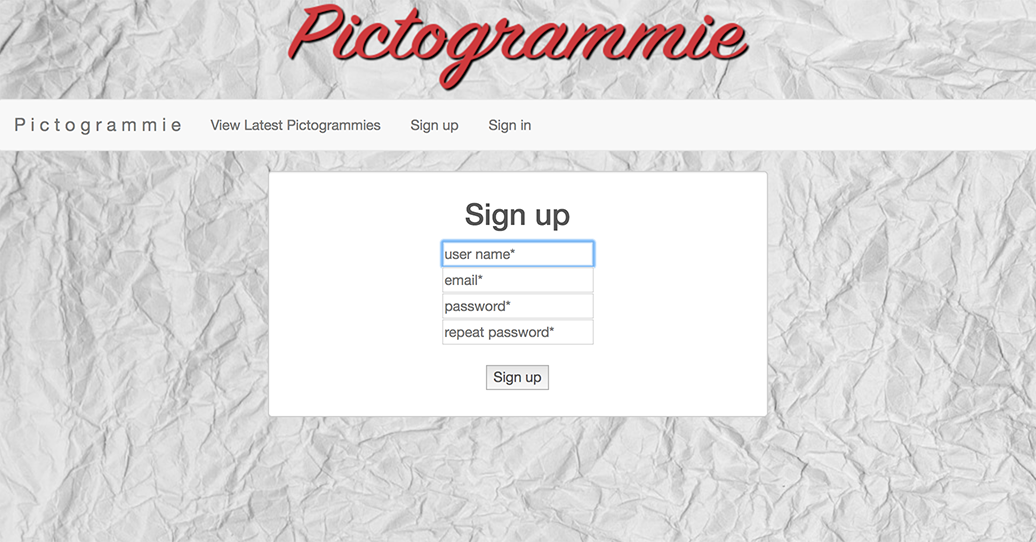 Pictogrammie
Pictogrammie View Latest Pictogrammies Sign up Sign in
Sign up
user name*
email*
password*
repeat password*
Sign up